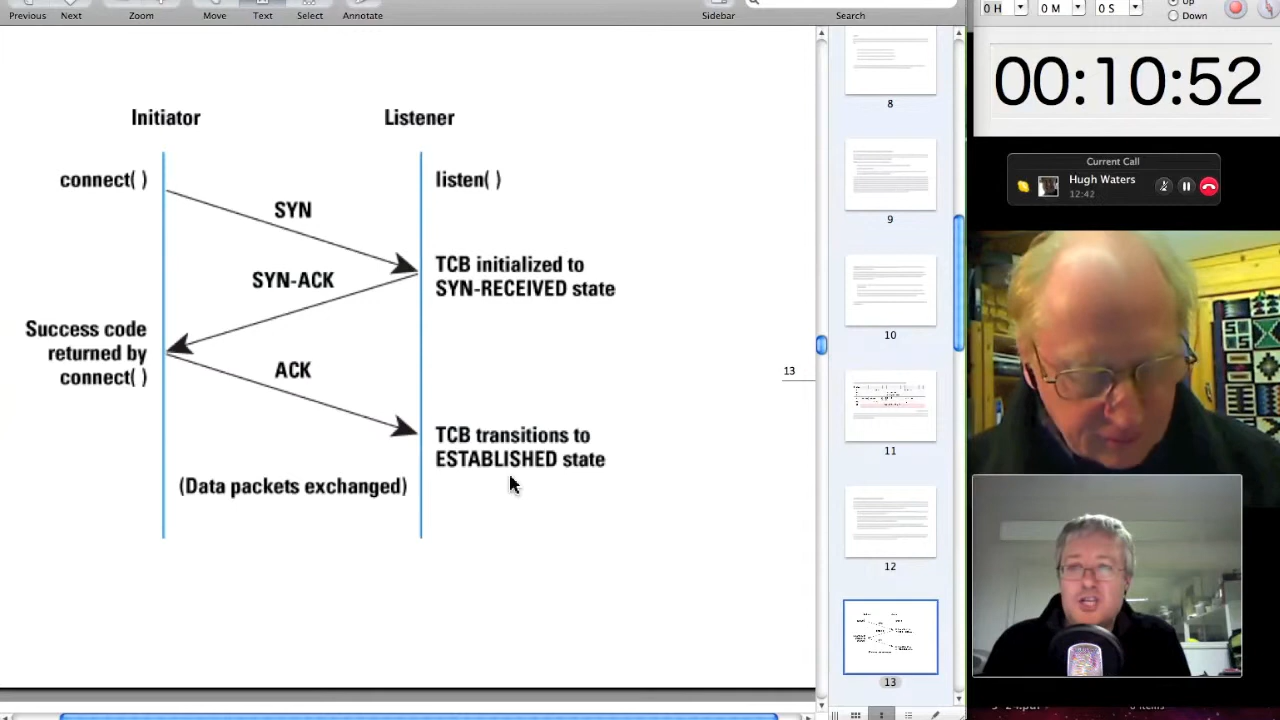 Previous
Next
Zoom
Move
Text
Select
Annotate
Sidebar
Search
Initiator
Listener
connect( )
listen( )
SYN
TCB initialized to
SYN-RECEIVED state
SYN-ACK
Success code
returned by
connect( )
ACK
TCB transitions to
ESTABLISHED state
(Data packets exchanged)
13
8
9
10
11
12
13
0 H
0 M
0 S
Up
Down
00:10:52
Current Call
Hugh Waters
12:42